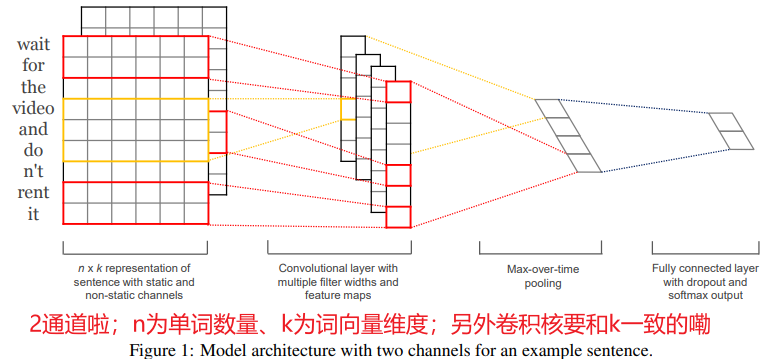 wait
for
the
video
and
do
n't
rent
it
n x k representation of
sentence with static and
non-static channels
Convolutional layer with
multiple filter widths and
feature maps
Max-over-time
pooling
Fully connected layer
with dropout and
softmax output
2通道啦；n为单词数量、k为词向量维度；另外卷积核要和k一致的嘞
Figure 1: Model architecture with two channels for an example sentence.